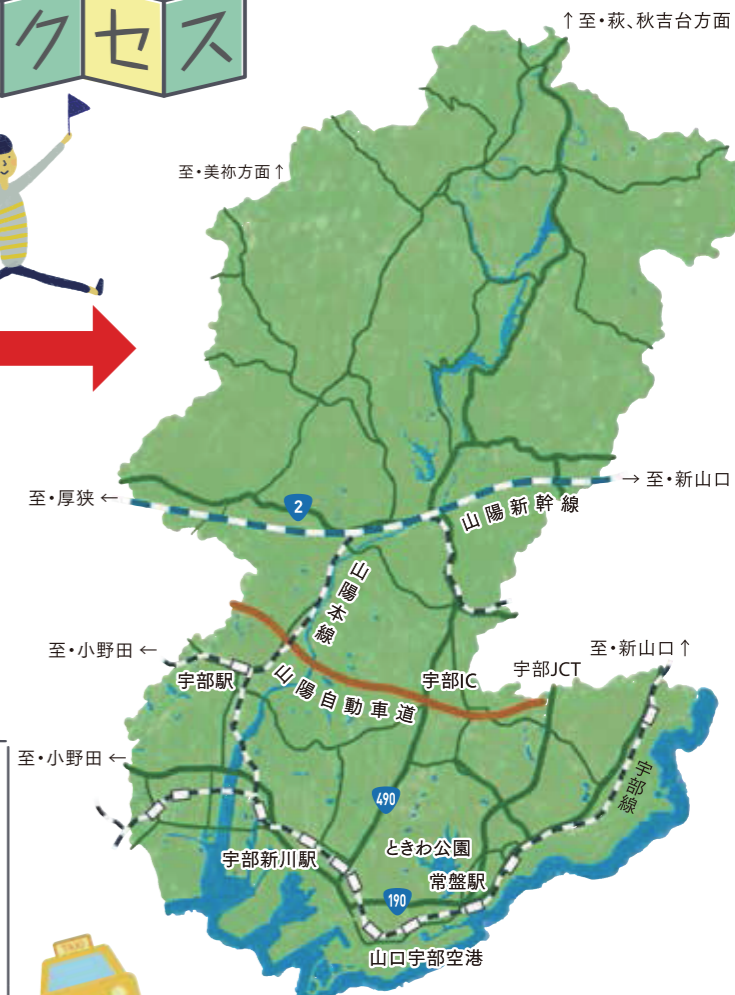 クセス
↑至・萩、秋吉台方面
至・美祢方面↑
至・厚狭←
2
→至・新山口
山陽新幹線
山陽本線
至・小野田←
宇部駅
山陽自動車道
宇部IC
宇部JCT
至・新山口↑
至・小野田←
490
宇部線
宇部新川駅
ときわ公園
常盤駅
190
山口宇部空港
TAXI